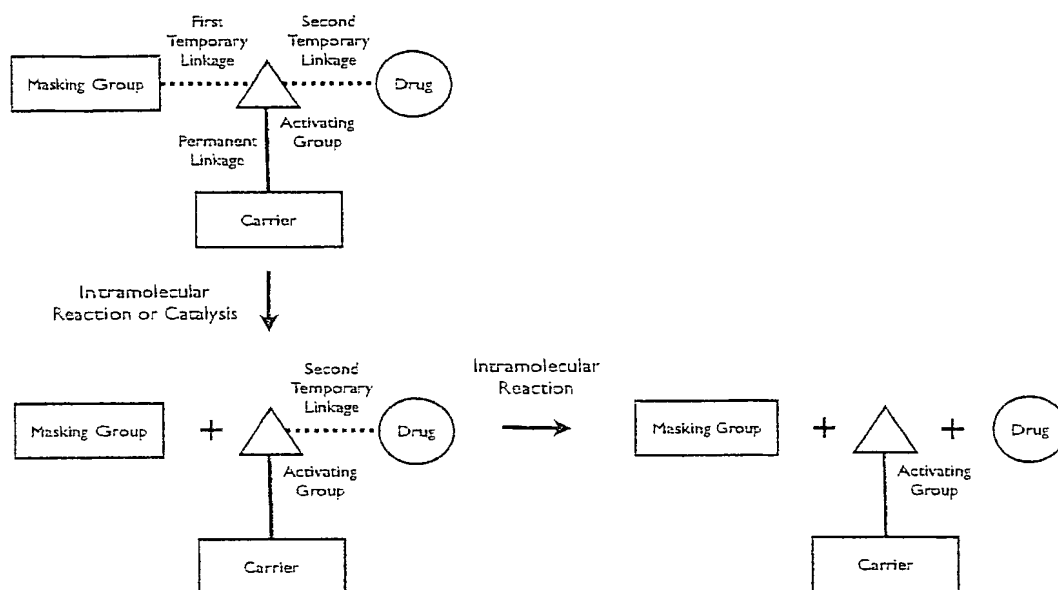 First
Temporary
Linkage
Second
Temporary
Linkage
Masking Group
Drug
Activating
Group
Permanent
Linkage
Carrier
Intramolecular
Reaction or Catalysis
Second
Temporary
Linkage
Intramolecular
Reaction
Masking Group
+
Drug
Activating
Group
Carrier
Masking Group
+
+
Drug
Activating
Group
Carrier